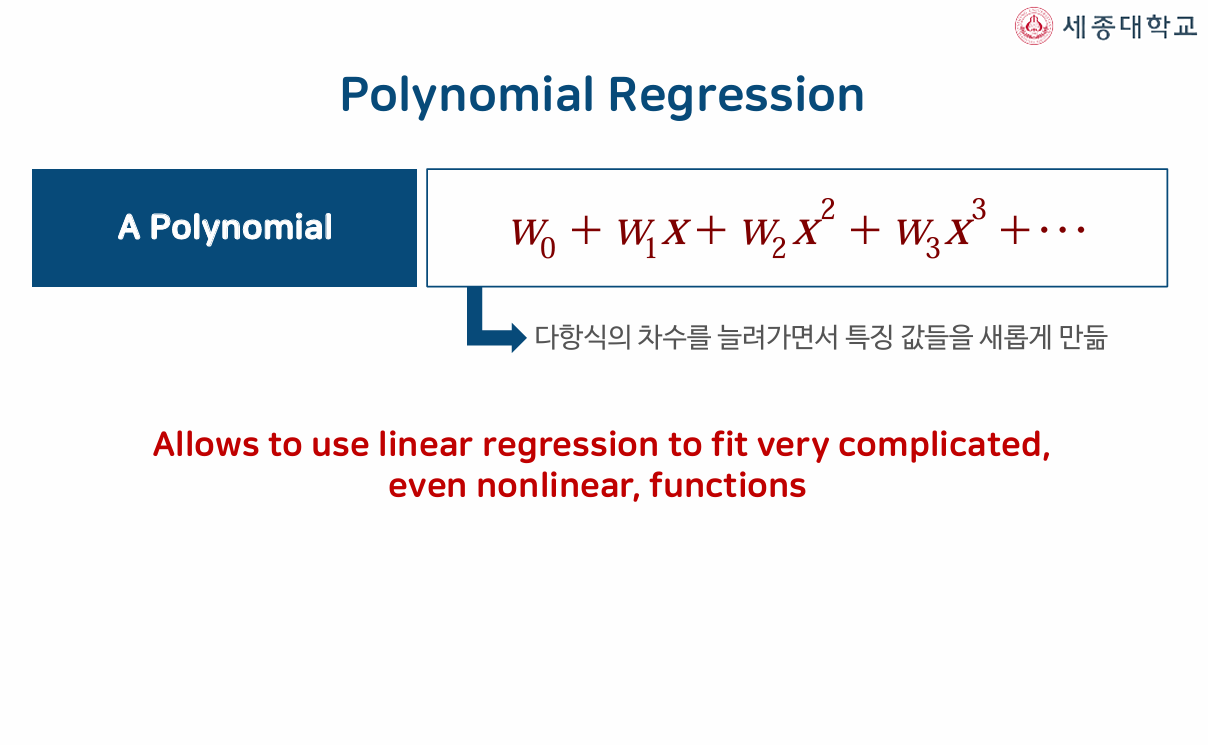 세종대학교
Polynomial Regression
A Polynomial
w₀ + w₁x + w₂x² + w₃x³ + ⋯
다항식의 차수를 늘려가면서 특징 값들을 새롭게 만듦
Allows to use linear regression to fit very complicated,
even nonlinear, functions